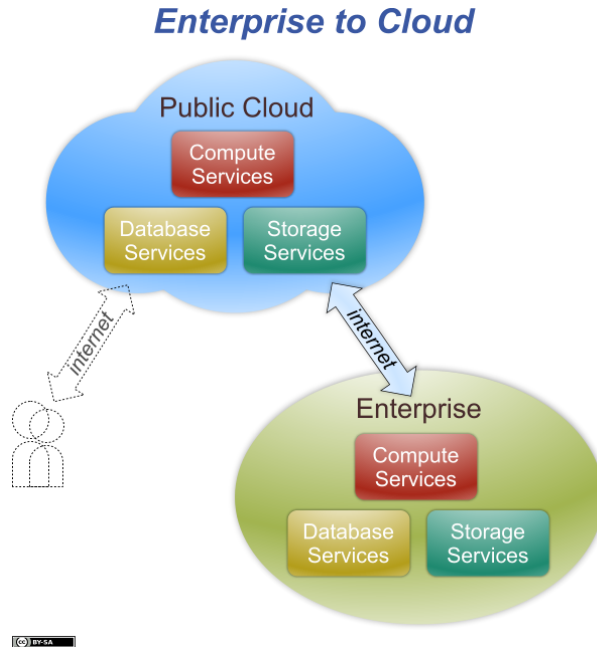 Enterprise to Cloud
Public Cloud
Compute
Services
Database
Services
Storage
Services
internet
internet
Enterprise
Compute
Services
Database
Services
Storage
Services
cc BY-SA